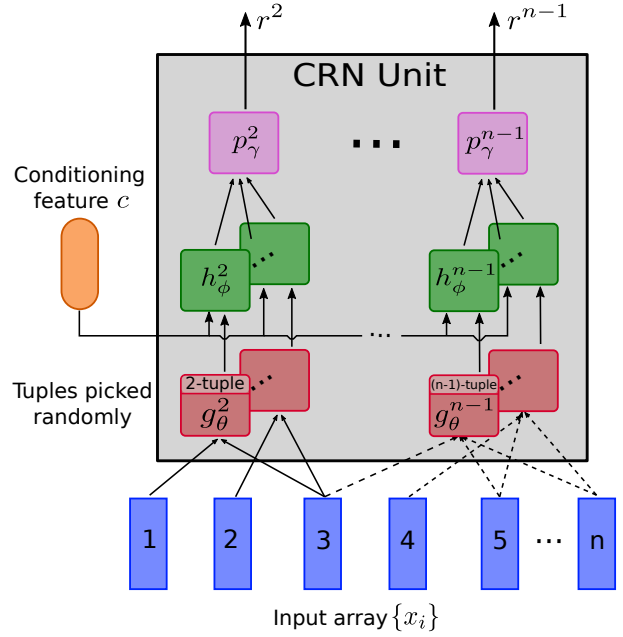 r^2 r^{n-1}
CRN Unit
p_γ^2 ... p_γ^{n-1}
Conditioning
feature c
h_ϕ^2 ... h_ϕ^{n-1} ...
...
Tuples picked
randomly
2-tuple ... (n-1)-tuple ...
g_θ^2 g_θ^{n-1}
1 2 3 4 5 ... n
Input array {x_i}